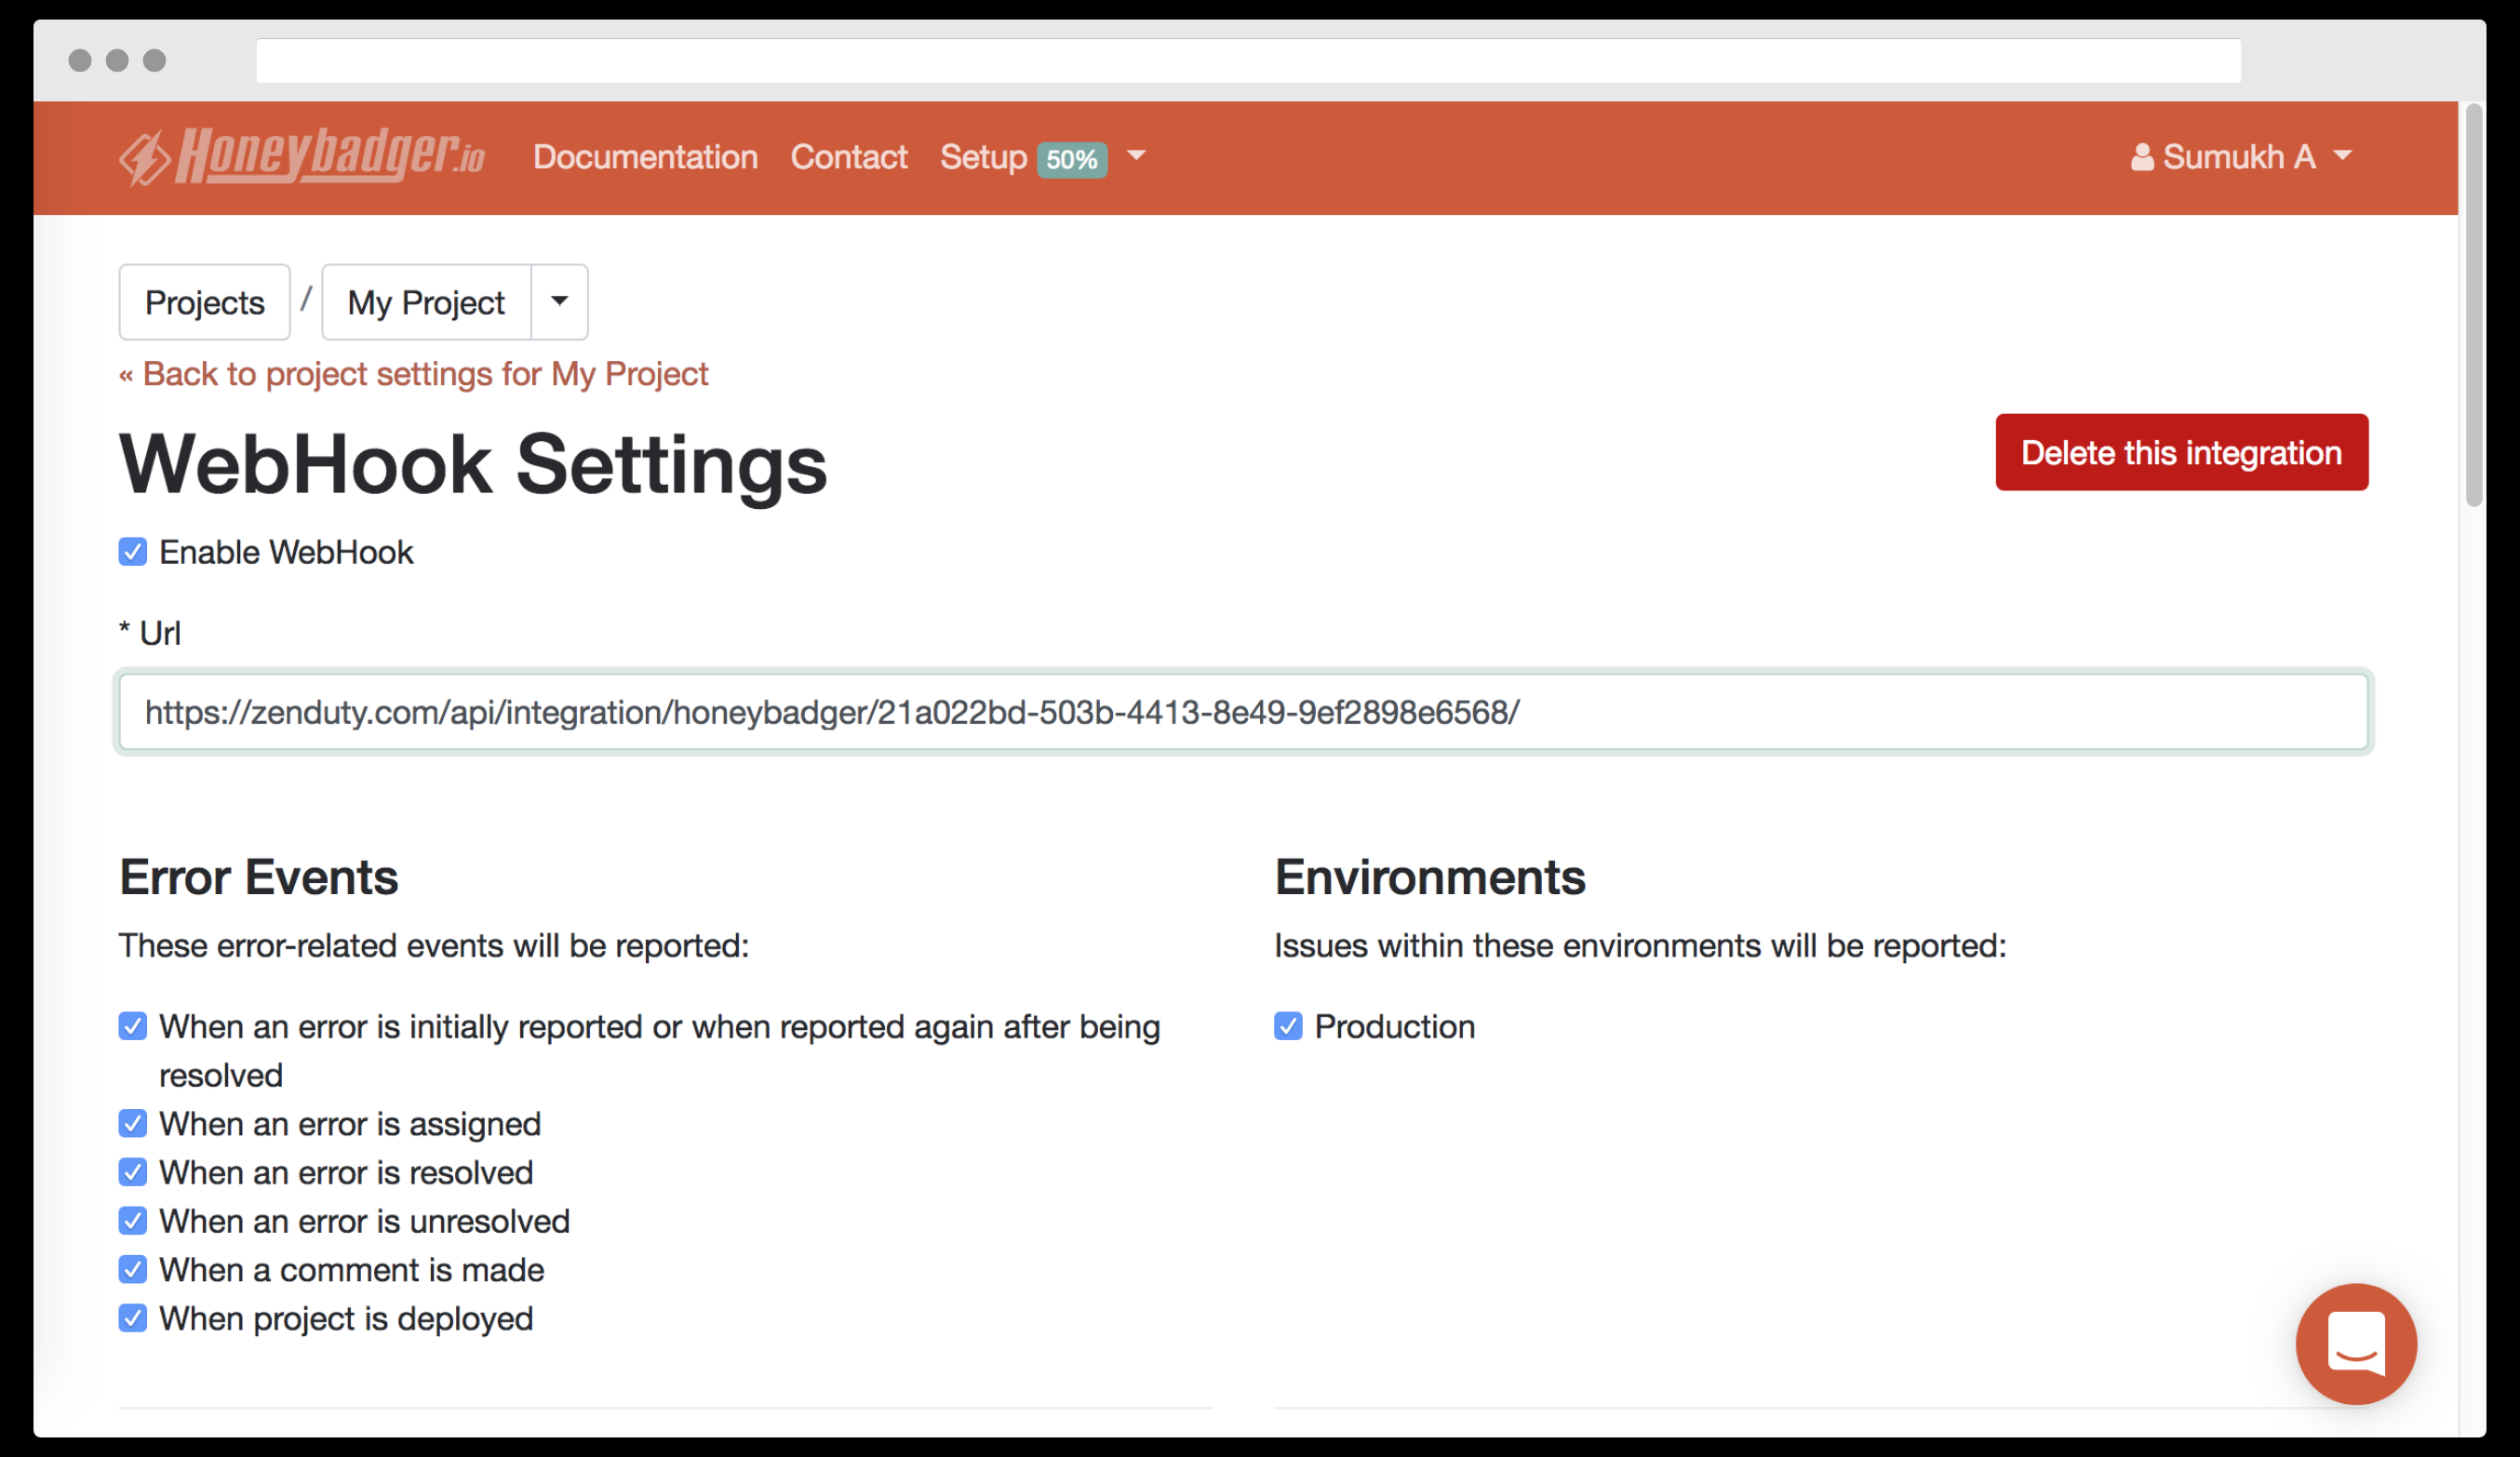 Honeybadger.io Documentation Contact Setup 50% Sumukh A
Projects / My Project
« Back to project settings for My Project
WebHook Settings
Delete this integration
Enable WebHook
* Url
https://zenduty.com/api/integration/honeybadger/21a022bd-503b-4413-8e49-9ef2898e6568/
Error Events
These error-related events will be reported:
When an error is initially reported or when reported again after being
resolved
When an error is assigned
When an error is resolved
When an error is unresolved
When a comment is made
When project is deployed
Environments
Issues within these environments will be reported:
Production